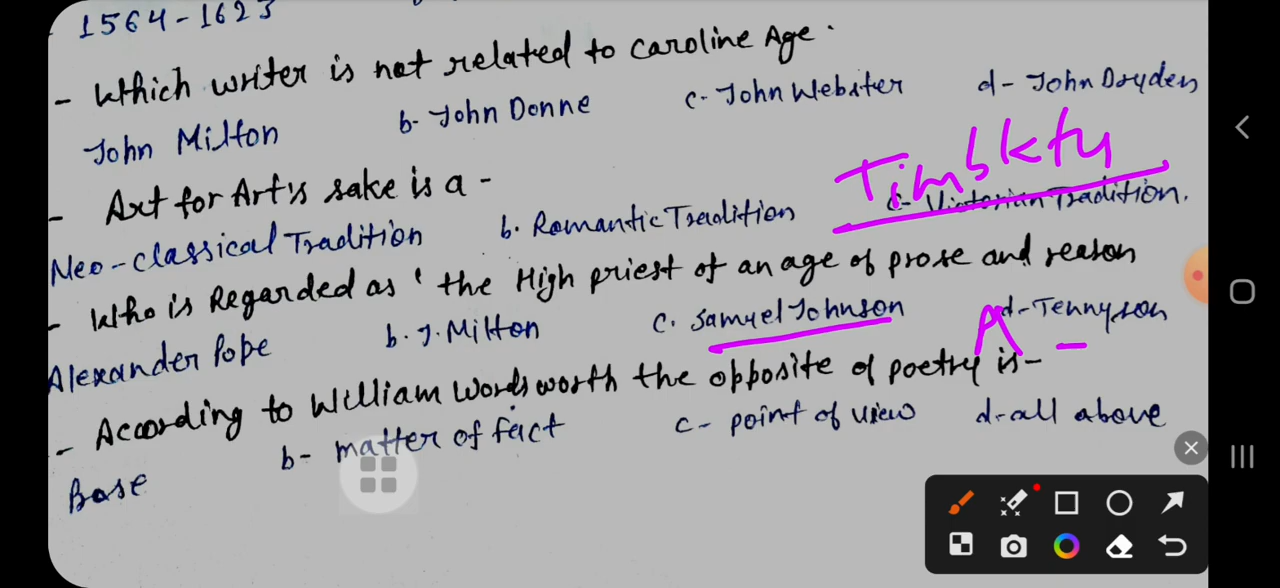 1564-1623
- Which writer is not related to Caroline Age.
John Milton b- John Donne c. John Webster d- John Dryden
- Art for Art's sake is a -
Neo-classical Tradition b. Romantic Tradition c- Victorian Tradition.
Timbkty
- Who is Regarded as ' the High priest of an age of prose and reason
Alexander Pope b. J. Milton c. Samuel Johnson d- Tennyson
A
- According to William Wordsworth the opposite of poetry is-
Base b- matter of fact c- point of view d- all above